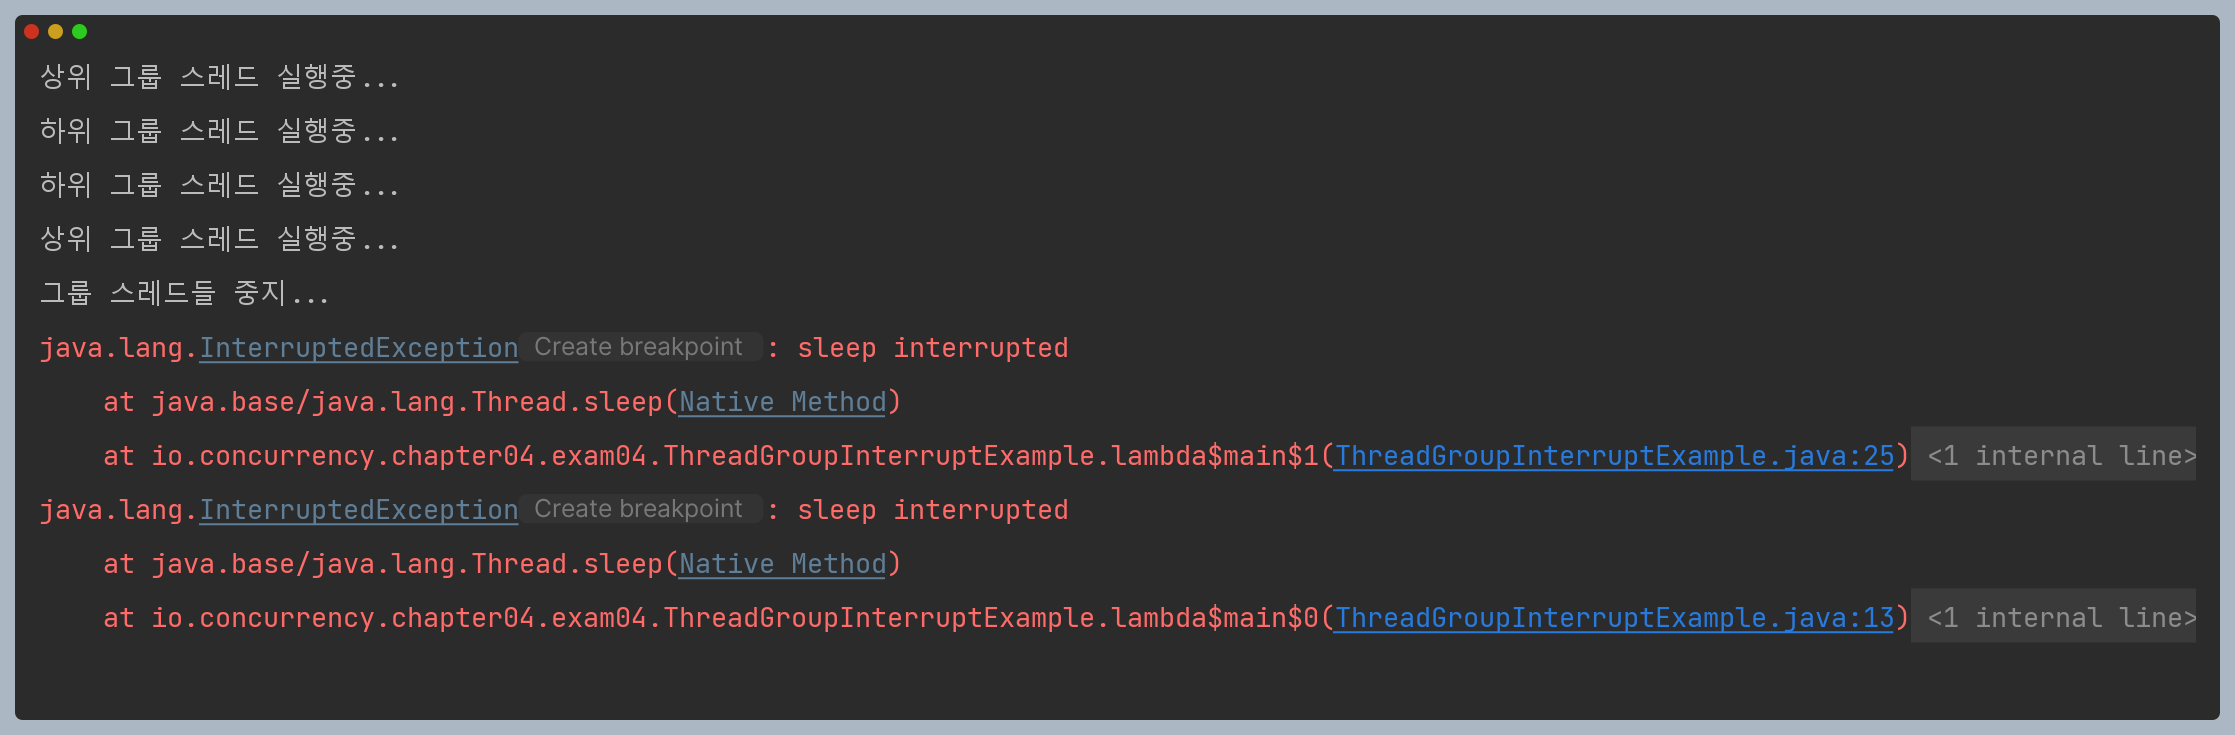 상위 그룹 스레드 실행중...
하위 그룹 스레드 실행중...
하위 그룹 스레드 실행중...
상위 그룹 스레드 실행중...
그룹 스레드들 중지...
java.lang.InterruptedException Create breakpoint : sleep interrupted
at java.base/java.lang.Thread.sleep(Native Method)
at io.concurrency.chapter04.exam04.ThreadGroupInterruptExample.lambda$main$1(ThreadGroupInterruptExample.java:25) <1 internal line>
java.lang.InterruptedException Create breakpoint : sleep interrupted
at java.base/java.lang.Thread.sleep(Native Method)
at io.concurrency.chapter04.exam04.ThreadGroupInterruptExample.lambda$main$0(ThreadGroupInterruptExample.java:13) <1 internal line>